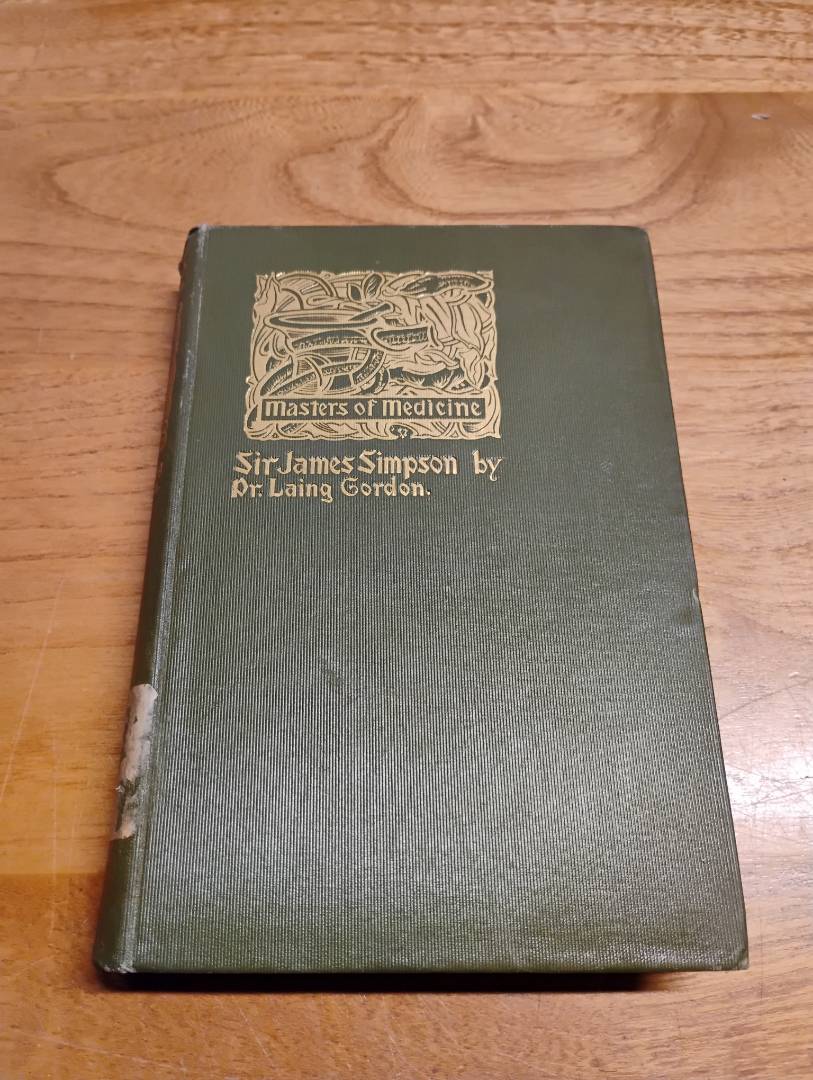 Masters of Medicine
Sir James Simpson by
Dr. Laing Gordon.